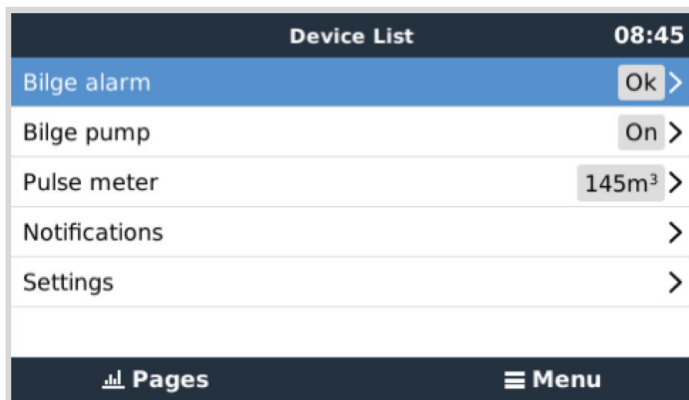 Device List 08:45
Bilge alarm Ok
Bilge pump On
Pulse meter 145m³
Notifications
Settings
Pages Menu